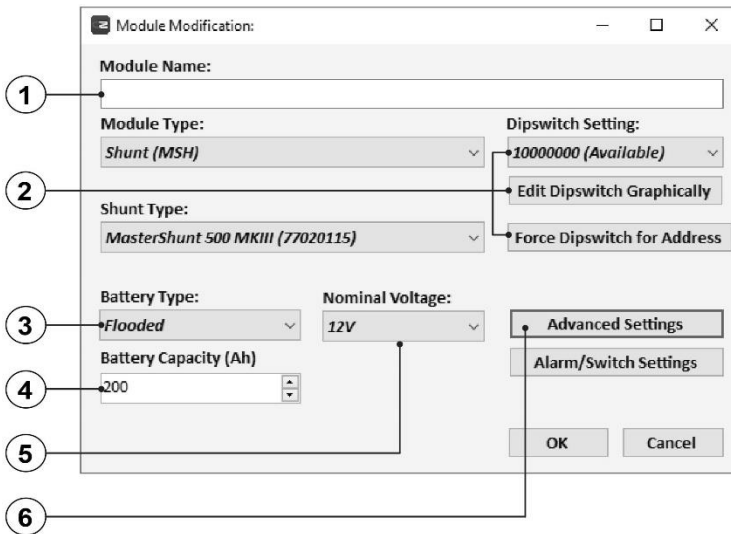 Module Modification:
1
Module Name:
Module Type:
Dipswitch Setting:
Shunt (MSH)
10000000 (Available)
2
Edit Dipswitch Graphically
Shunt Type:
MasterShunt 500 MKIII (77020115)
Force Dipswitch for Address
Battery Type:
Nominal Voltage:
3
Flooded
12V
Advanced Settings
Battery Capacity (Ah)
Alarm/Switch Settings
4
200
5
OK
Cancel
6